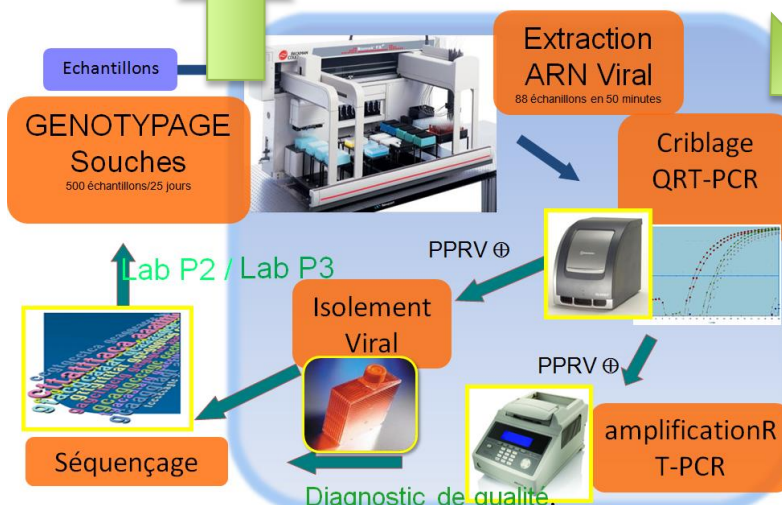 Echantillons
Extraction
ARN Viral
88 échanillons en 50 minutes
GENOTYPAGE
Souches
500 échantillons/25 jours
Criblage
QRT-PCR
PPRV ⊕
Lab P2 / Lab P3
Isolement
Viral
PPRV ⊕
amplificationR
T-PCR
Séquençage
Diagnostic de qualité.